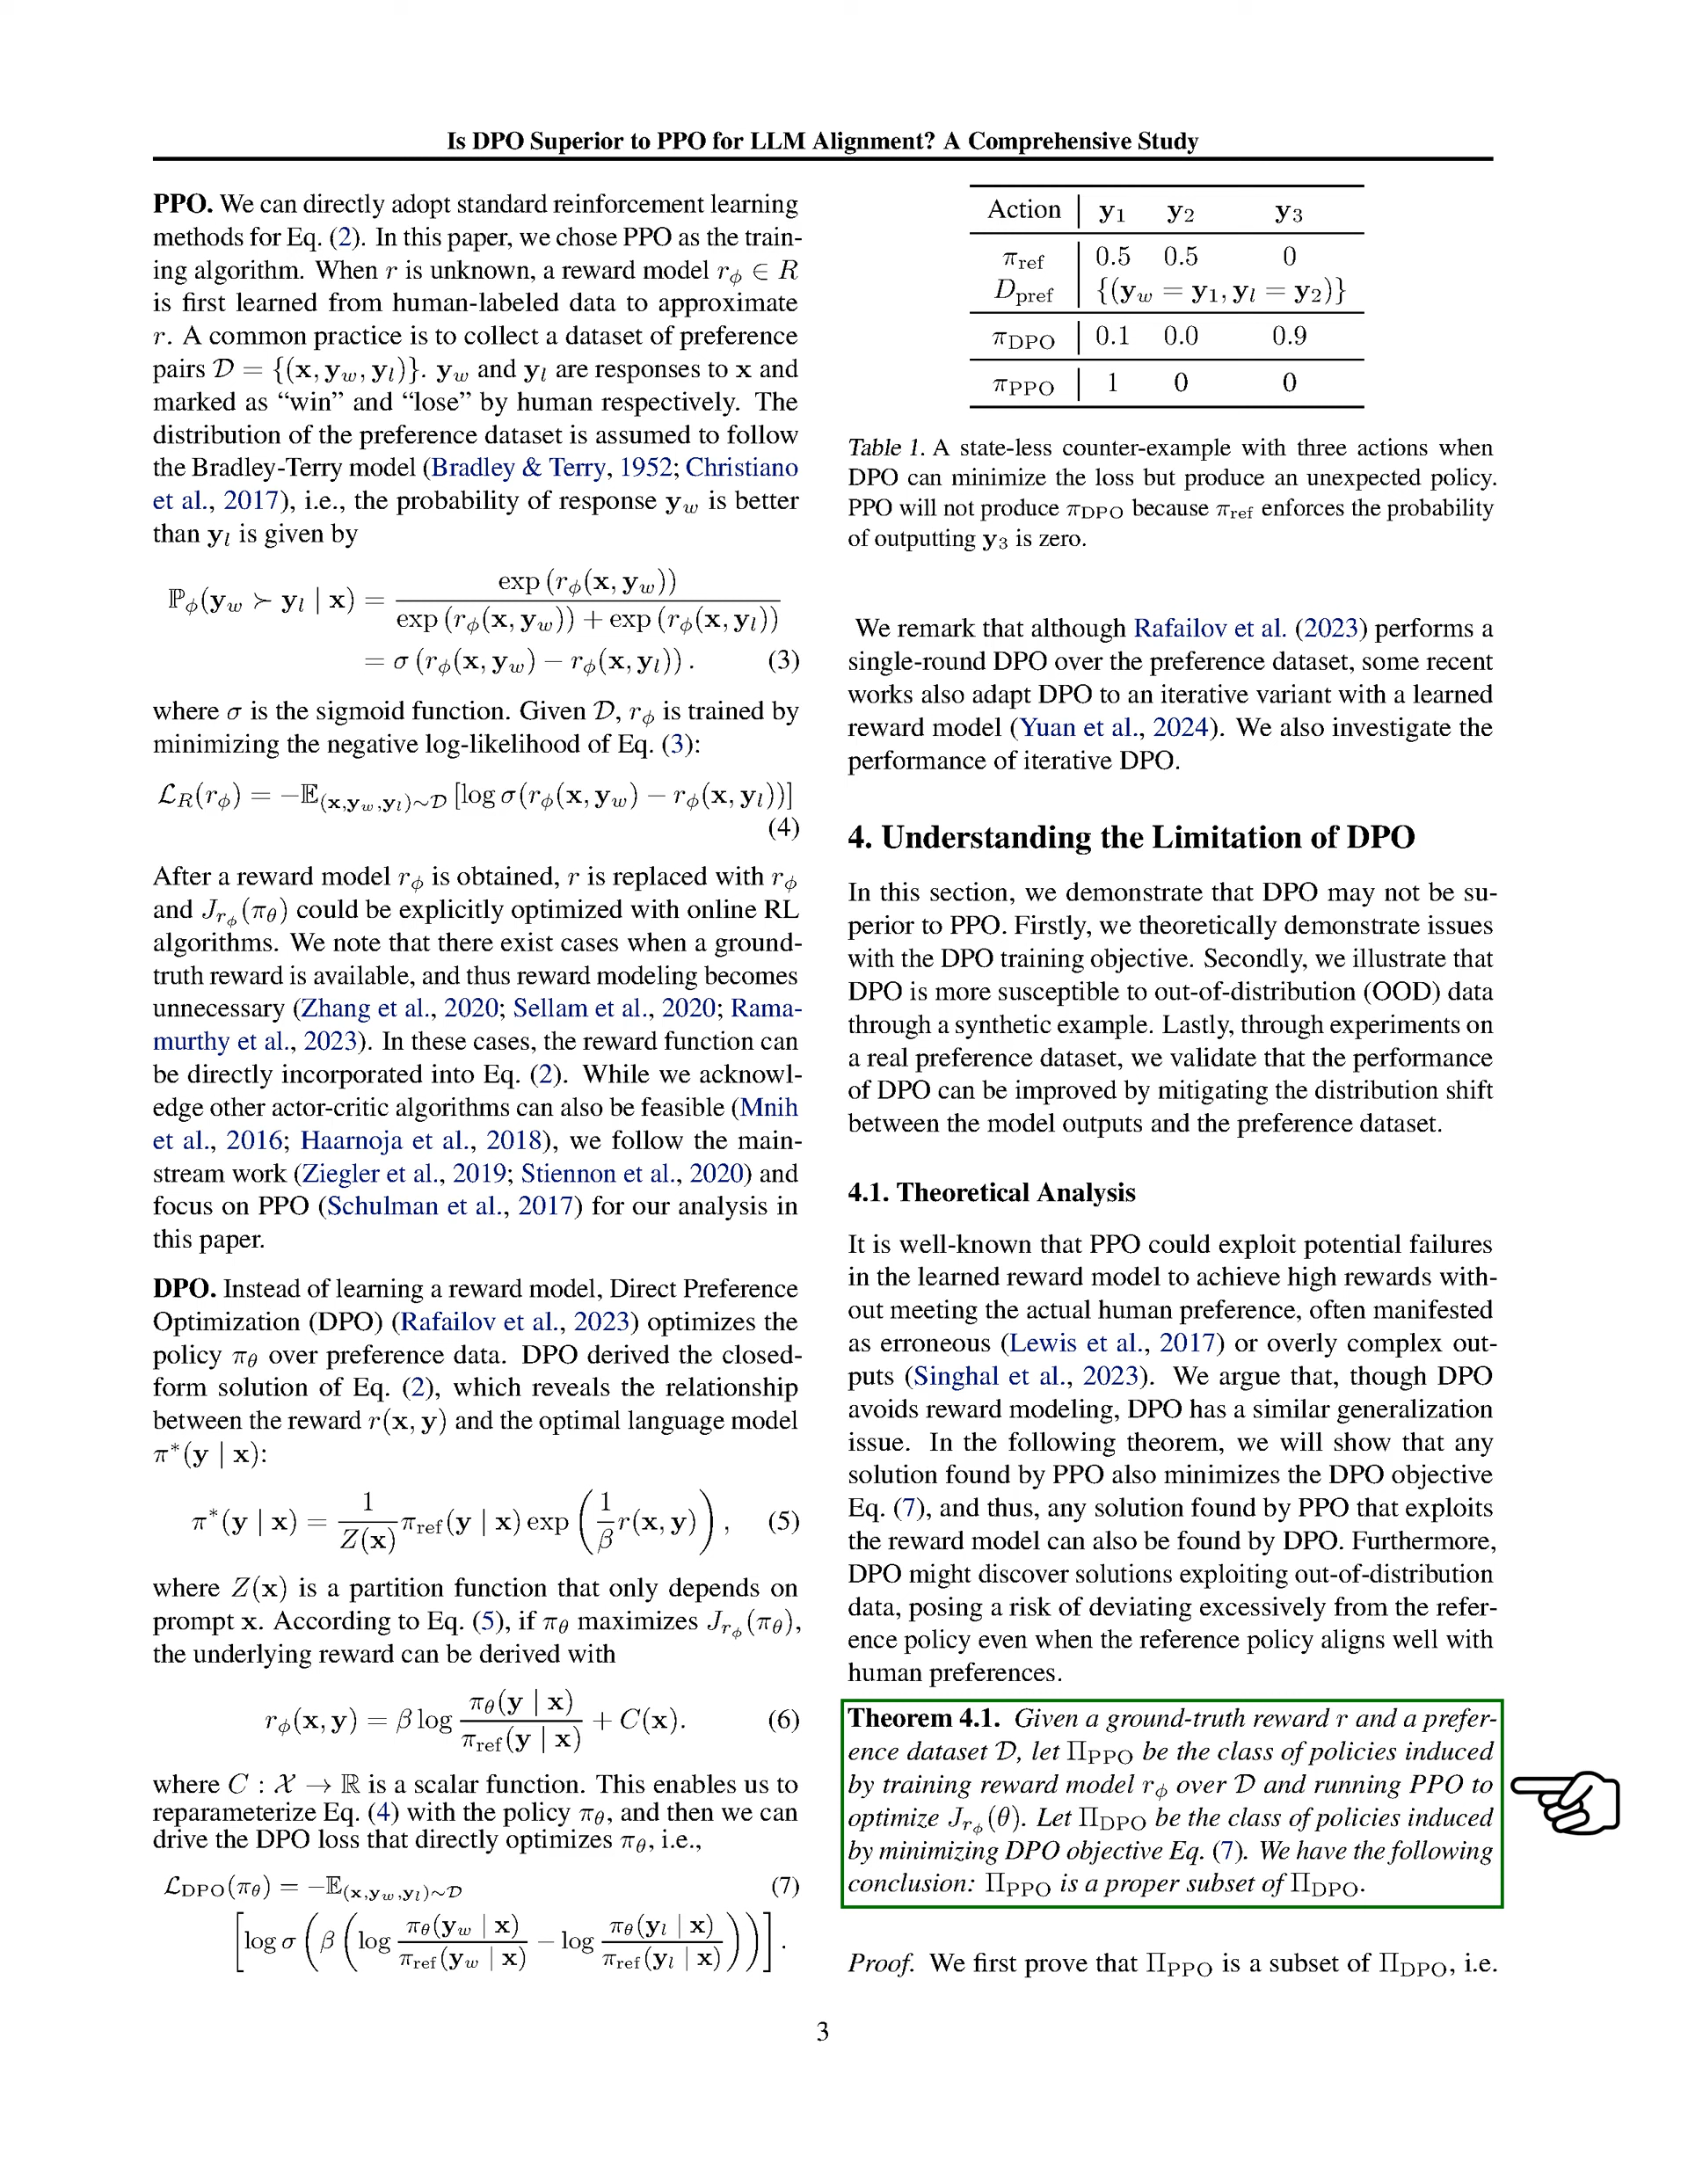 Is DPO Superior to PPO for LLM Alignment? A Comprehensive Study
PPO. We can directly adopt standard reinforcement learning
methods for Eq. (2). In this paper, we chose PPO as the train-
ing algorithm. When r is unknown, a reward model r_ϕ ∈ R
is first learned from human-labeled data to approximate
r. A common practice is to collect a dataset of preference
pairs 𝒟 = {(x, y_w, y_l)}. y_w and y_l are responses to x and
marked as “win” and “lose” by human respectively. The
distribution of the preference dataset is assumed to follow
the Bradley-Terry model (Bradley & Terry, 1952; Christiano
et al., 2017), i.e., the probability of response y_w is better
than y_l is given by
ℙ_ϕ(y_w ≻ y_l | x) = exp (r_ϕ(x, y_w)) / (exp (r_ϕ(x, y_w)) + exp (r_ϕ(x, y_l)))
= σ (r_ϕ(x, y_w) − r_ϕ(x, y_l)) . (3)
where σ is the sigmoid function. Given 𝒟, r_ϕ is trained by
minimizing the negative log-likelihood of Eq. (3):
ℒ_R(r_ϕ) = −𝔼_(x,y_w,y_l)∼𝒟 [log σ(r_ϕ(x, y_w) − r_ϕ(x, y_l))]
(4)
After a reward model r_ϕ is obtained, r is replaced with r_ϕ
and J_{r_ϕ}(π_θ) could be explicitly optimized with online RL
algorithms. We note that there exist cases when a ground-
truth reward is available, and thus reward modeling becomes
unnecessary (Zhang et al., 2020; Sellam et al., 2020; Rama-
murthy et al., 2023). In these cases, the reward function can
be directly incorporated into Eq. (2). While we acknowl-
edge other actor-critic algorithms can also be feasible (Mnih
et al., 2016; Haarnoja et al., 2018), we follow the main-
stream work (Ziegler et al., 2019; Stiennon et al., 2020) and
focus on PPO (Schulman et al., 2017) for our analysis in
this paper.
DPO. Instead of learning a reward model, Direct Preference
Optimization (DPO) (Rafailov et al., 2023) optimizes the
policy π_θ over preference data. DPO derived the closed-
form solution of Eq. (2), which reveals the relationship
between the reward r(x, y) and the optimal language model
π*(y | x):
π*(y | x) = 1/Z(x) π_ref(y | x) exp (1/β r(x, y)) , (5)
where Z(x) is a partition function that only depends on
prompt x. According to Eq. (5), if π_θ maximizes J_{r_ϕ}(π_θ),
the underlying reward can be derived with
r_ϕ(x, y) = β log π_θ(y | x) / π_ref(y | x) + C(x). (6)
where C : 𝒳 → ℝ is a scalar function. This enables us to
reparameterize Eq. (4) with the policy π_θ, and then we can
drive the DPO loss that directly optimizes π_θ, i.e.,
ℒ_DPO(π_θ) = −𝔼_(x,y_w,y_l)∼𝒟 (7)
[log σ (β (log π_θ(y_w | x) / π_ref(y_w | x) − log π_θ(y_l | x) / π_ref(y_l | x)))] .
Action | y_1 y_2 y_3
π_ref | 0.5 0.5 0
D_pref | {(y_w = y_1, y_l = y_2)}
π_DPO | 0.1 0.0 0.9
π_PPO | 1 0 0
Table 1. A state-less counter-example with three actions when
DPO can minimize the loss but produce an unexpected policy.
PPO will not produce π_DPO because π_ref enforces the probability
of outputting y_3 is zero.
We remark that although Rafailov et al. (2023) performs a
single-round DPO over the preference dataset, some recent
works also adapt DPO to an iterative variant with a learned
reward model (Yuan et al., 2024). We also investigate the
performance of iterative DPO.
4. Understanding the Limitation of DPO
In this section, we demonstrate that DPO may not be su-
perior to PPO. Firstly, we theoretically demonstrate issues
with the DPO training objective. Secondly, we illustrate that
DPO is more susceptible to out-of-distribution (OOD) data
through a synthetic example. Lastly, through experiments on
a real preference dataset, we validate that the performance
of DPO can be improved by mitigating the distribution shift
between the model outputs and the preference dataset.
4.1. Theoretical Analysis
It is well-known that PPO could exploit potential failures
in the learned reward model to achieve high rewards with-
out meeting the actual human preference, often manifested
as erroneous (Lewis et al., 2017) or overly complex out-
puts (Singhal et al., 2023). We argue that, though DPO
avoids reward modeling, DPO has a similar generalization
issue. In the following theorem, we will show that any
solution found by PPO also minimizes the DPO objective
Eq. (7), and thus, any solution found by PPO that exploits
the reward model can also be found by DPO. Furthermore,
DPO might discover solutions exploiting out-of-distribution
data, posing a risk of deviating excessively from the refer-
ence policy even when the reference policy aligns well with
human preferences.
Theorem 4.1. Given a ground-truth reward r and a prefer-
ence dataset 𝒟, let Π_PPO be the class of policies induced
by training reward model r_ϕ over 𝒟 and running PPO to
optimize J_{r_ϕ}(θ). Let Π_DPO be the class of policies induced
by minimizing DPO objective Eq. (7). We have the following
conclusion: Π_PPO is a proper subset of Π_DPO.
Proof. We first prove that Π_PPO is a subset of Π_DPO, i.e.
3